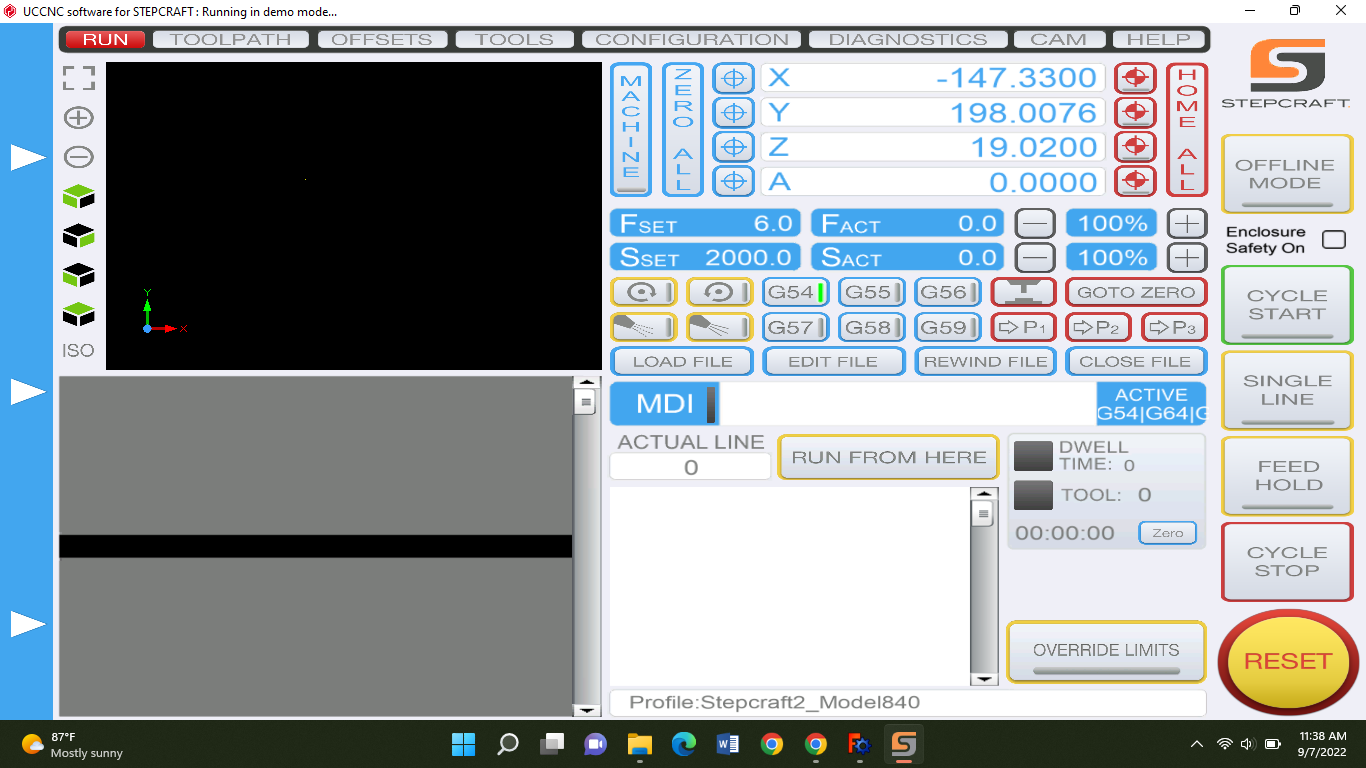 UCCNC software for STEPCRAFT : Running in demo mode...
RUN
TOOLPATH
OFFSETS
TOOLS
CONFIGURATION
DIAGNOSTICS
CAM
HELP
STEPCRAFT
MACHINE
ZERO ALL
X -147.3300
Y 198.0076
Z 19.0200
A 0.0000
HOME ALL
OFFLINE
MODE
Enclosure
Safety On
FSET 6.0
FACT 0.0
100%
SSET 2000.0
SACT 0.0
100%
G54
G55
G56
GOTO ZERO
G57
G58
G59
P1
P2
P3
LOAD FILE
EDIT FILE
REWIND FILE
CLOSE FILE
MDI
ACTIVE
G54|G64|G
CYCLE
START
SINGLE
LINE
FEED
HOLD
CYCLE
STOP
RESET
ACTUAL LINE
0
RUN FROM HERE
DWELL
TIME: 0
TOOL: 0
00:00:00
Zero
OVERRIDE LIMITS
Profile:Stepcraft2_Model840
Y
X
ISO
87°F
Mostly sunny
11:38 AM
9/7/2022